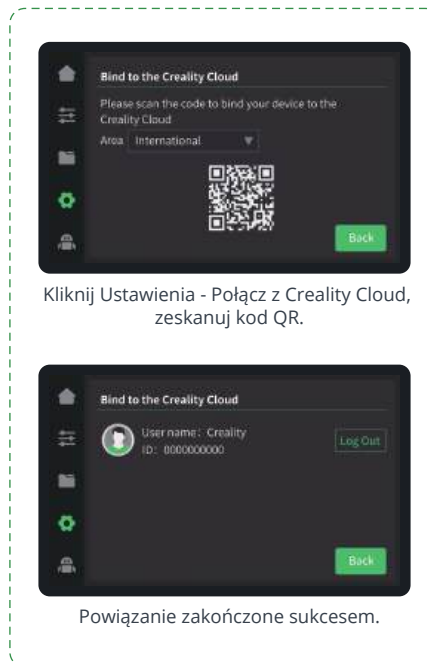 Bind to the Creality Cloud
Please scan the code to bind your device to the
Creality Cloud
Area International
Back
Kliknij Ustawienia - Połącz z Creality Cloud,
zeskanuj kod QR.
Bind to the Creality Cloud
User name: Creality
Log Out
ID: 0000000000
Back
Powiązanie zakończone sukcesem.